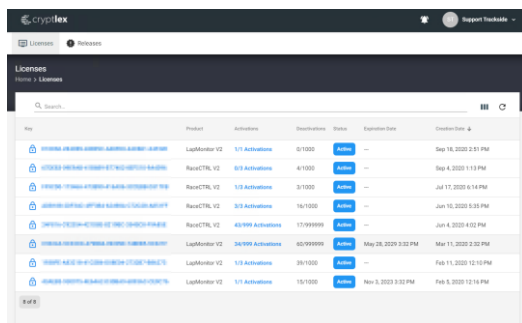 cryptlex
Support Trackside
Licenses Releases
Licenses
Home > Licenses
Search...
Key Product Activations Deactivations Status Expiration Date Creation Date
LapMonitor V2 1/1 Activations 0/1000 Active -- Sep 18, 2020 2:51 PM
RaceCTRL V2 0/3 Activations 4/1000 Active -- Sep 4, 2020 1:13 PM
RaceCTRL V2 1/3 Activations 3/1000 Active -- Jul 17, 2020 6:14 PM
RaceCTRL V2 3/3 Activations 16/1000 Active -- Jun 10, 2020 5:35 PM
RaceCTRL V2 43/999 Activations 17/999999 Active -- Jun 4, 2020 4:02 PM
LapMonitor V2 34/999 Activations 60/999999 Active May 28, 2029 3:32 PM Mar 11, 2020 2:32 PM
LapMonitor V2 1/3 Activations 39/1000 Active -- Feb 11, 2020 12:10 PM
LapMonitor V2 1/1 Activations 15/1000 Active Nov 3, 2023 5:32 PM Feb 5, 2020 12:16 PM
8 of 8